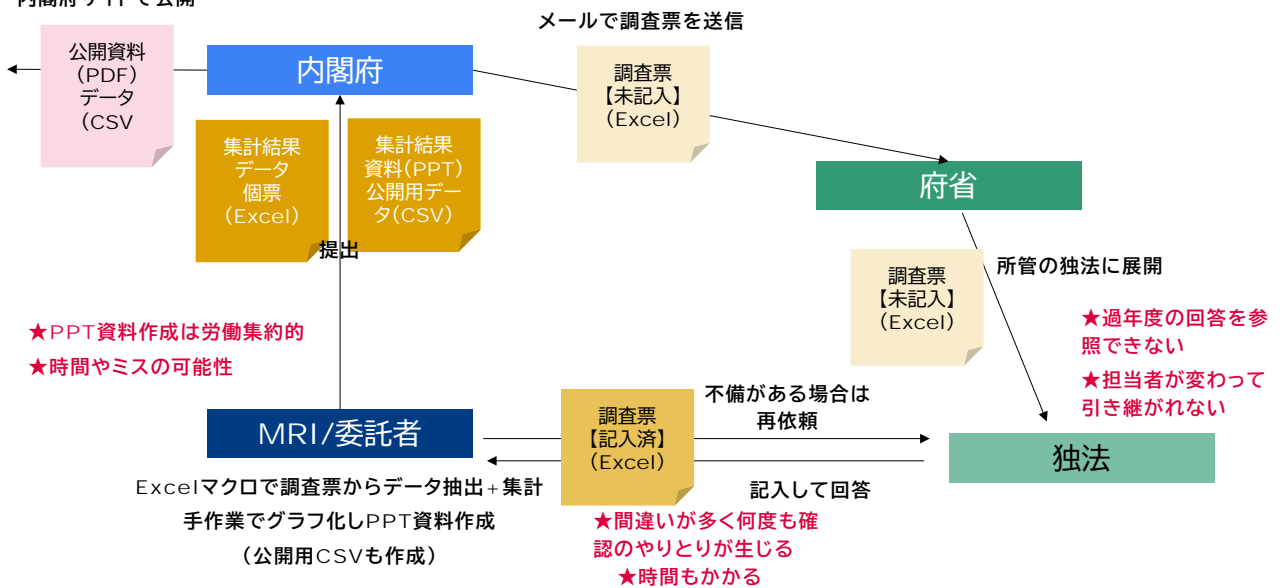 メールで調査票を送信
公開資料
(PDF)
データ
(CSV
内閣府
調査票
【未記入】
(Excel)
集計結果
データ
個票
(Excel)
集計結果
資料(PPT)
公開用デー
タ(CSV)
府省
提出
所管の独法に展開
調査票
【未記入】
(Excel)
★PPT資料作成は労働集約的
★時間やミスの可能性
★過年度の回答を参
照できない
★担当者が変わって
引き継がれない
不備がある場合は
再依頼
MRI/委託者
調査票
【記入済】
(Excel)
独法
Excelマクロで調査票からデータ抽出+集計
手作業でグラフ化しPPT資料作成
(公開用CSVも作成)
記入して回答
★間違いが多く何度も確
認のやりとりが生じる
★時間もかかる